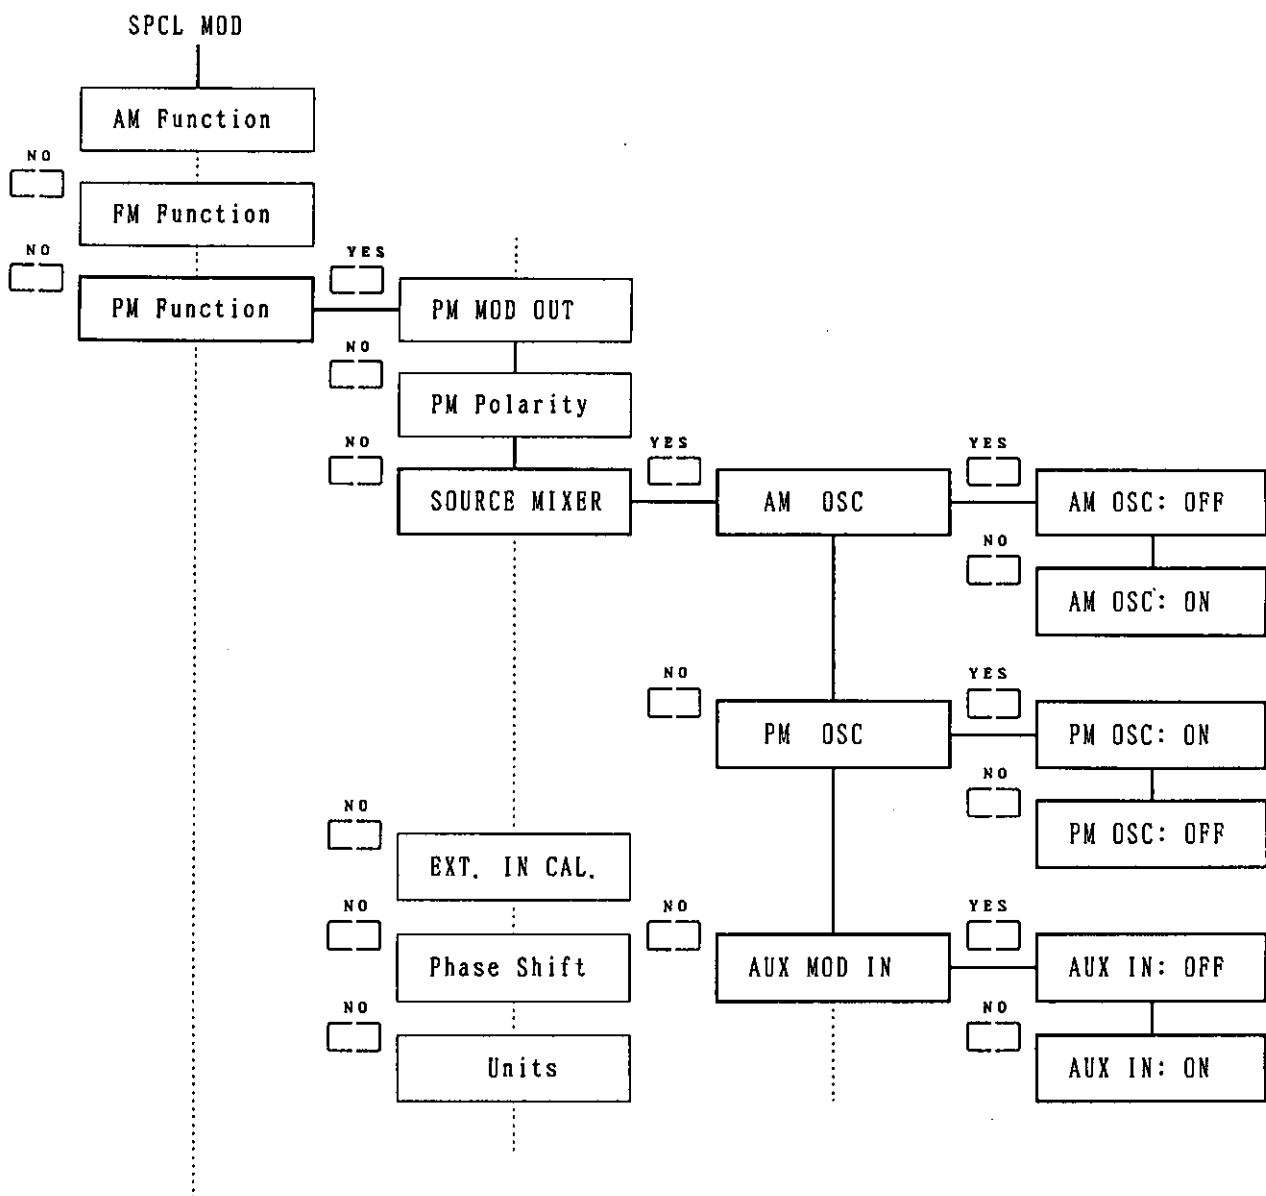 SPCL MOD
AM Function
NO
FM Function
NO
PM Function
YES
PM MOD OUT
NO
PM Polarity
NO
SOURCE MIXER
YES
AM OSC
YES
AM OSC: OFF
NO
AM OSC: ON
NO
PM OSC
YES
PM OSC: ON
NO
PM OSC: OFF
NO
EXT. IN CAL.
NO
Phase Shift
NO
Units
NO
AUX MOD IN
YES
AUX IN: OFF
NO
AUX IN: ON